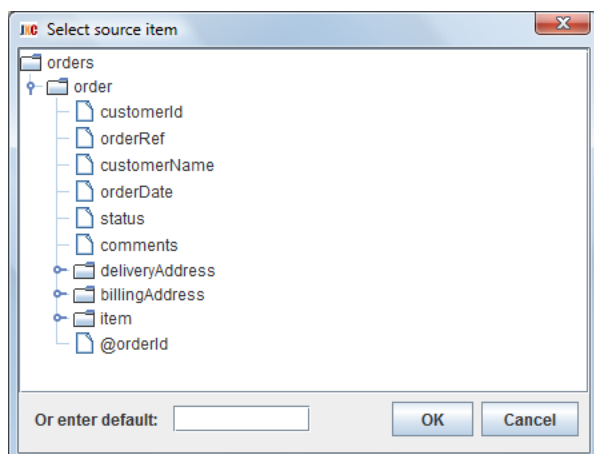 JMC Select source item
orders
order
customerId
orderRef
customerName
orderDate
status
comments
deliveryAddress
billingAddress
item
@orderId
Or enter default: OK Cancel